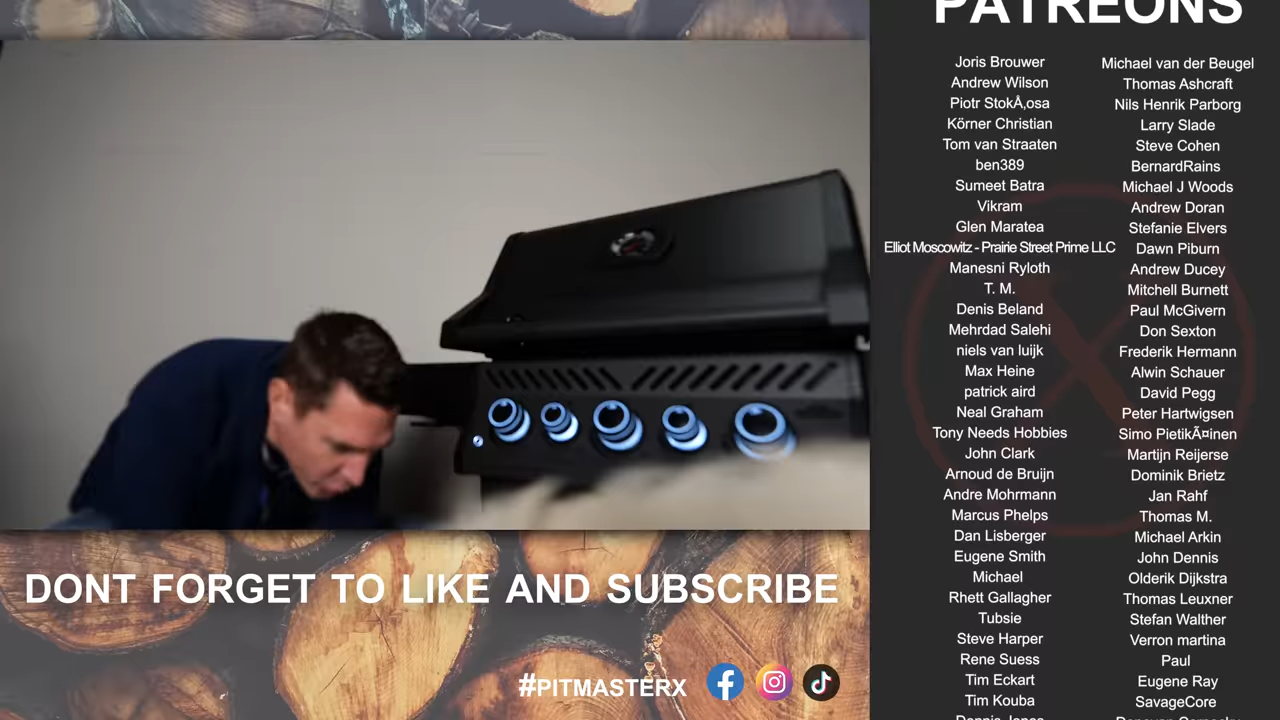 PATREONS
Joris Brouwer
Andrew Wilson
Piotr StokÅ‚osa
Körner Christian
Tom van Straaten
ben389
Sumeet Batra
Vikram
Glen Maratea
Elliot Moscowitz - Prairie Street Prime LLC
Manesni Ryloth
T. M.
Denis Beland
Mehrdad Salehi
niels van luijk
Max Heine
patrick aird
Neal Graham
Tony Needs Hobbies
John Clark
Arnoud de Bruijn
Andre Mohrmann
Marcus Phelps
Dan Lisberger
Eugene Smith
Michael
Rhett Gallagher
Tubsie
Steve Harper
Rene Suess
Tim Eckart
Tim Kouba
Michael van der Beugel
Thomas Ashcraft
Nils Henrik Parborg
Larry Slade
Steve Cohen
BernardRains
Michael J Woods
Andrew Doran
Stefanie Elvers
Dawn Piburn
Andrew Ducey
Mitchell Burnett
Paul McGivern
Don Sexton
Frederik Hermann
Alwin Schauer
David Pegg
Peter Hartwigsen
Simo PietikÃ¤inen
Martijn Reijerse
Dominik Brietz
Jan Rahf
Thomas M.
Michael Arkin
John Dennis
Olderik Dijkstra
Thomas Leuxner
Stefan Walther
Verron martina
Paul
Eugene Ray
SavageCore
DONT FORGET TO LIKE AND SUBSCRIBE
#PITMASTERX